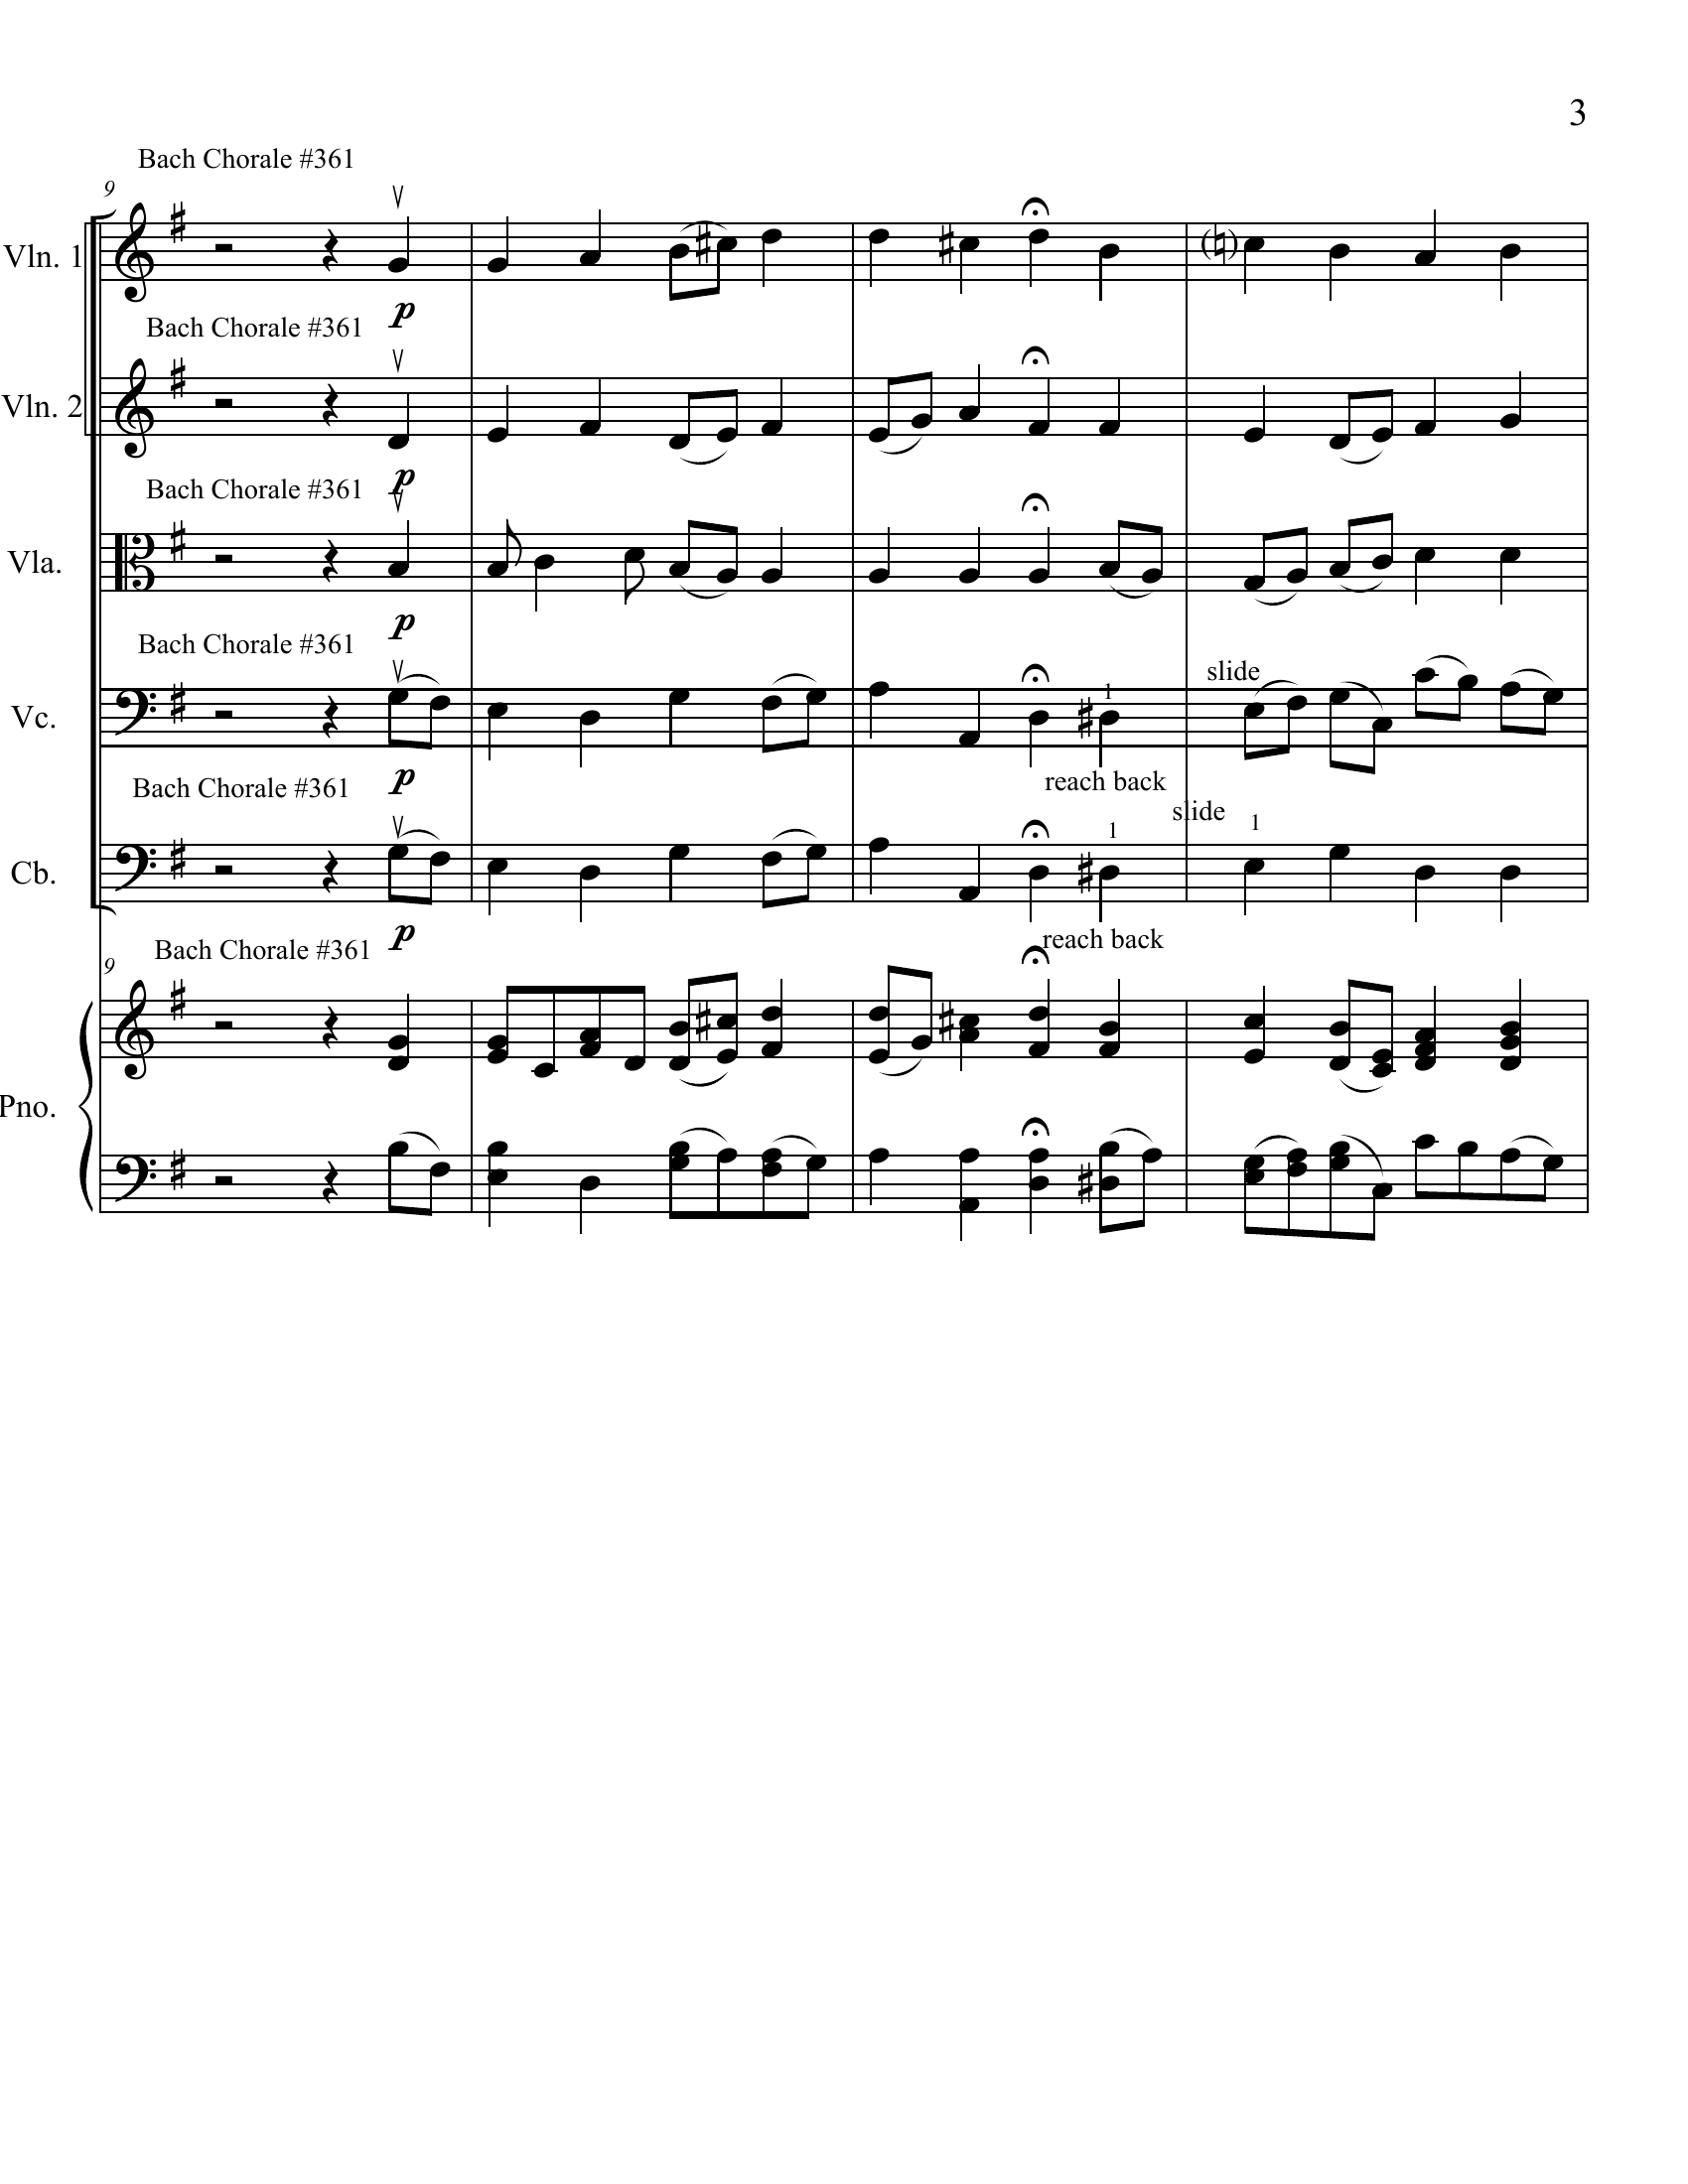 3
Bach Chorale #361
9
Vln. 1
p
Bach Chorale #361
Vln. 2
p
Bach Chorale #361
Vla.
p
Bach Chorale #361
slide
1
Vc.
p
reach back
Bach Chorale #361
slide
1
1
Cb.
p
reach back
Bach Chorale #361
9
Pno.